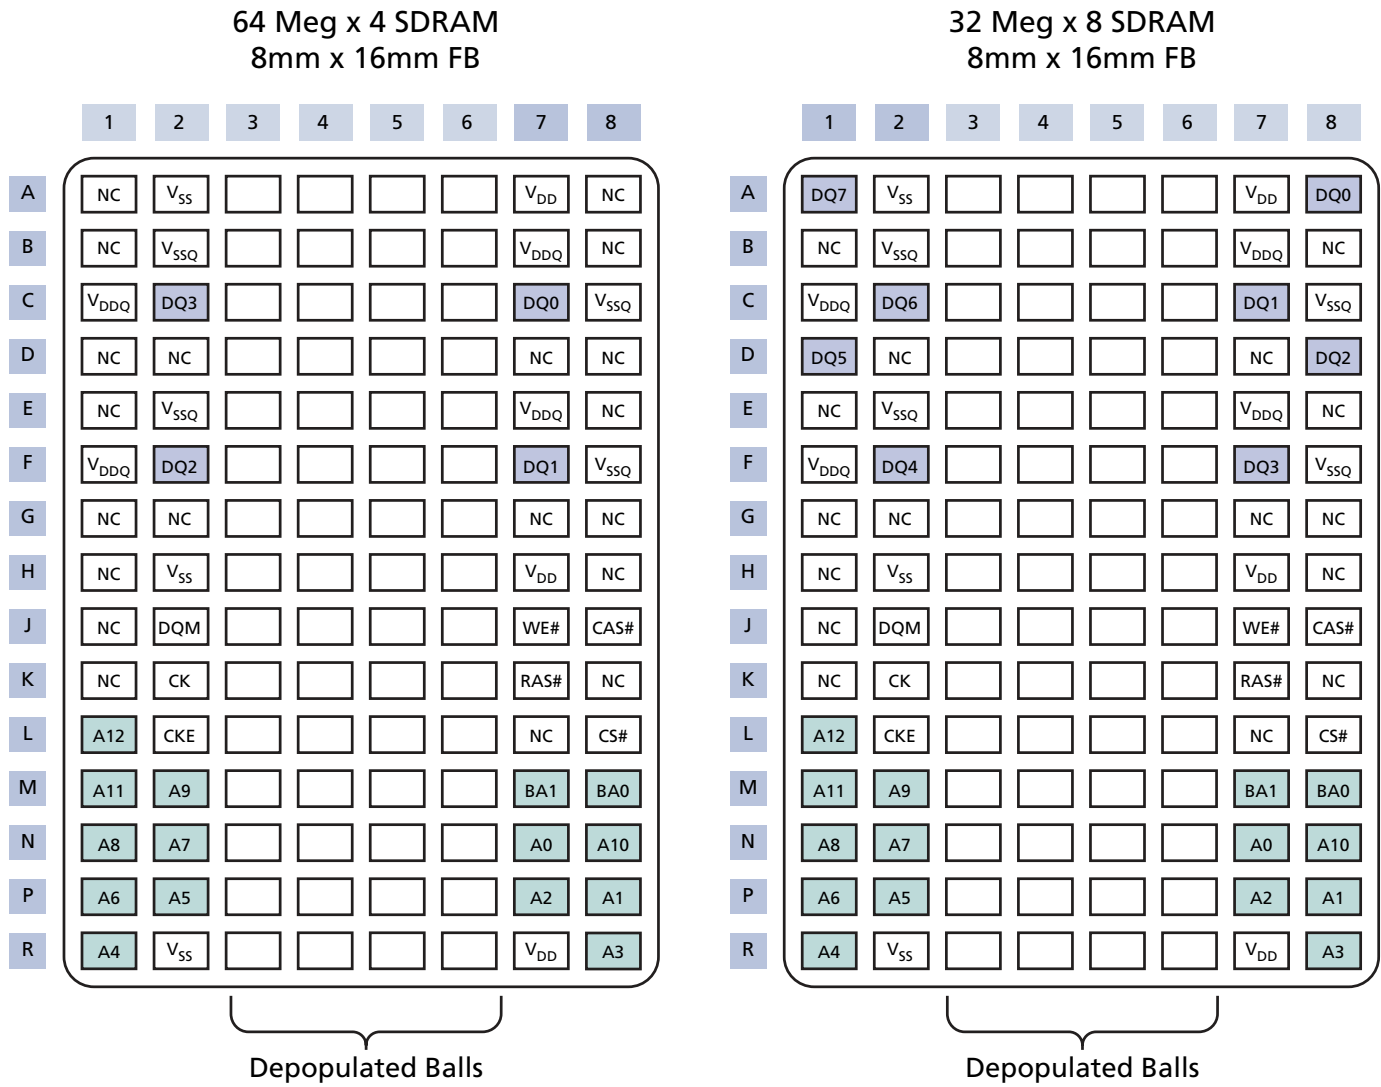 64 Meg x 4 SDRAM
8mm x 16mm FB
1 2 3 4 5 6 7 8
A NC VSS VDD NC
B NC VSSQ VDDQ NC
C VDDQ DQ3 DQ0 VSSQ
D NC NC NC NC
E NC VSSQ VDDQ NC
F VDDQ DQ2 DQ1 VSSQ
G NC NC NC NC
H NC VSS VDD NC
J NC DQM WE# CAS#
K NC CK RAS# NC
L A12 CKE NC CS#
M A11 A9 BA1 BA0
N A8 A7 A0 A10
P A6 A5 A2 A1
R A4 VSS VDD A3
Depopulated Balls
32 Meg x 8 SDRAM
8mm x 16mm FB
1 2 3 4 5 6 7 8
A DQ7 VSS VDD DQ0
B NC VSSQ VDDQ NC
C VDDQ DQ6 DQ1 VSSQ
D DQ5 NC NC DQ2
E NC VSSQ VDDQ NC
F VDDQ DQ4 DQ3 VSSQ
G NC NC NC NC
H NC VSS VDD NC
J NC DQM WE# CAS#
K NC CK RAS# NC
L A12 CKE NC CS#
M A11 A9 BA1 BA0
N A8 A7 A0 A10
P A6 A5 A2 A1
R A4 VSS VDD A3
Depopulated Balls